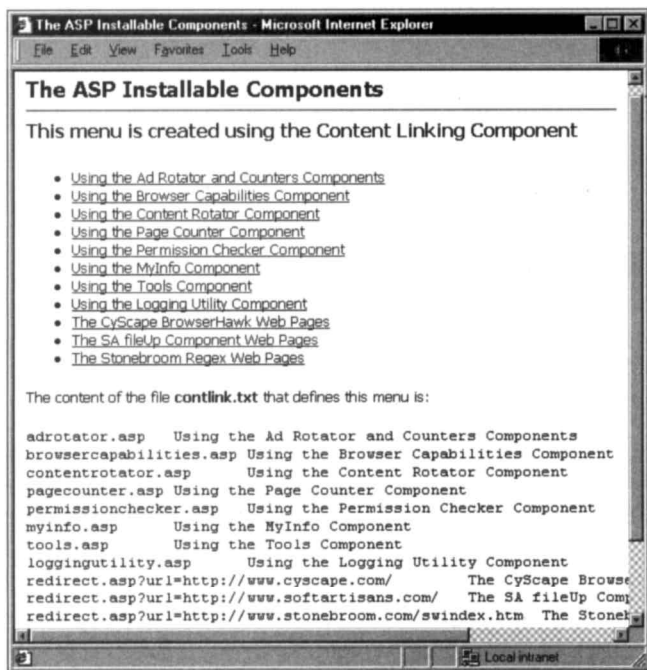 The ASP Installable Components - Microsoft Internet Explorer
File Edit View Favorites Tools Help
The ASP Installable Components
This menu is created using the Content Linking Component
• Using the Ad Rotator and Counters Components
• Using the Browser Capabilities Component
• Using the Content Rotator Component
• Using the Page Counter Component
• Using the Permission Checker Component
• Using the MyInfo Component
• Using the Tools Component
• Using the Logging Utility Component
• The CyScape BrowserHawk Web Pages
• The SA fileUp Component Web Pages
• The Stonebroom Regex Web Pages
The content of the file contlink.txt that defines this menu is:
adrotator.asp Using the Ad Rotator and Counters Components
browsercapabilities.asp Using the Browser Capabilities Component
contentrotator.asp Using the Content Rotator Component
pagecounter.asp Using the Page Counter Component
permissionchecker.asp Using the Permission Checker Component
myinfo.asp Using the MyInfo Component
tools.asp Using the Tools Component
loggingutility.asp Using the Logging Utility Component
redirect.asp?url=http://www.cyscape.com/ The CyScape Browse
redirect.asp?url=http://www.softartisans.com/ The SA fileUp Com
redirect.asp?url=http://www.stonebroom.com/swindex.htm The Stone
Local intranet